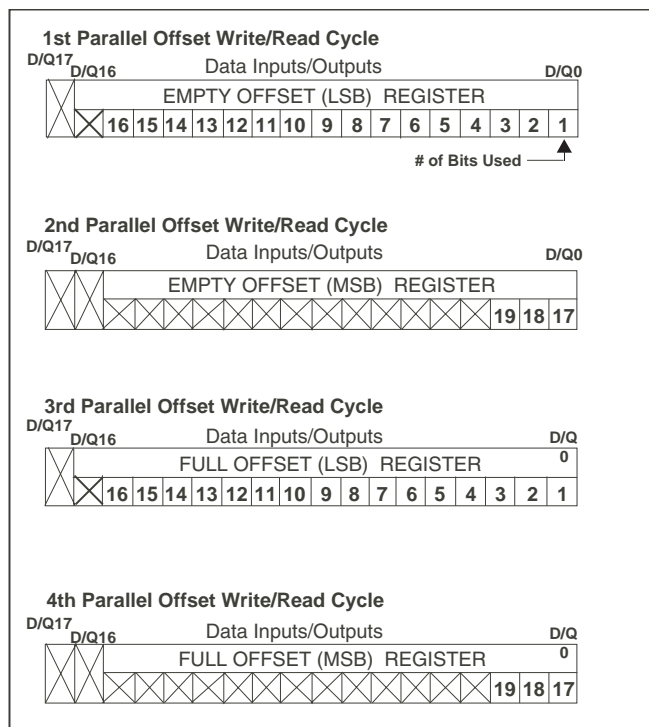 1st Parallel Offset Write/Read Cycle
D/Q17
D/Q16 Data Inputs/Outputs D/Q0
EMPTY OFFSET (LSB) REGISTER
16 15 14 13 12 11 10 9 8 7 6 5 4 3 2 1
# of Bits Used
2nd Parallel Offset Write/Read Cycle
D/Q17
D/Q16 Data Inputs/Outputs D/Q0
EMPTY OFFSET (MSB) REGISTER
19 18 17
3rd Parallel Offset Write/Read Cycle
D/Q17
D/Q16 Data Inputs/Outputs D/Q
0
FULL OFFSET (LSB) REGISTER
16 15 14 13 12 11 10 9 8 7 6 5 4 3 2 1
4th Parallel Offset Write/Read Cycle
D/Q17
D/Q16 Data Inputs/Outputs D/Q
0
FULL OFFSET (MSB) REGISTER
19 18 17